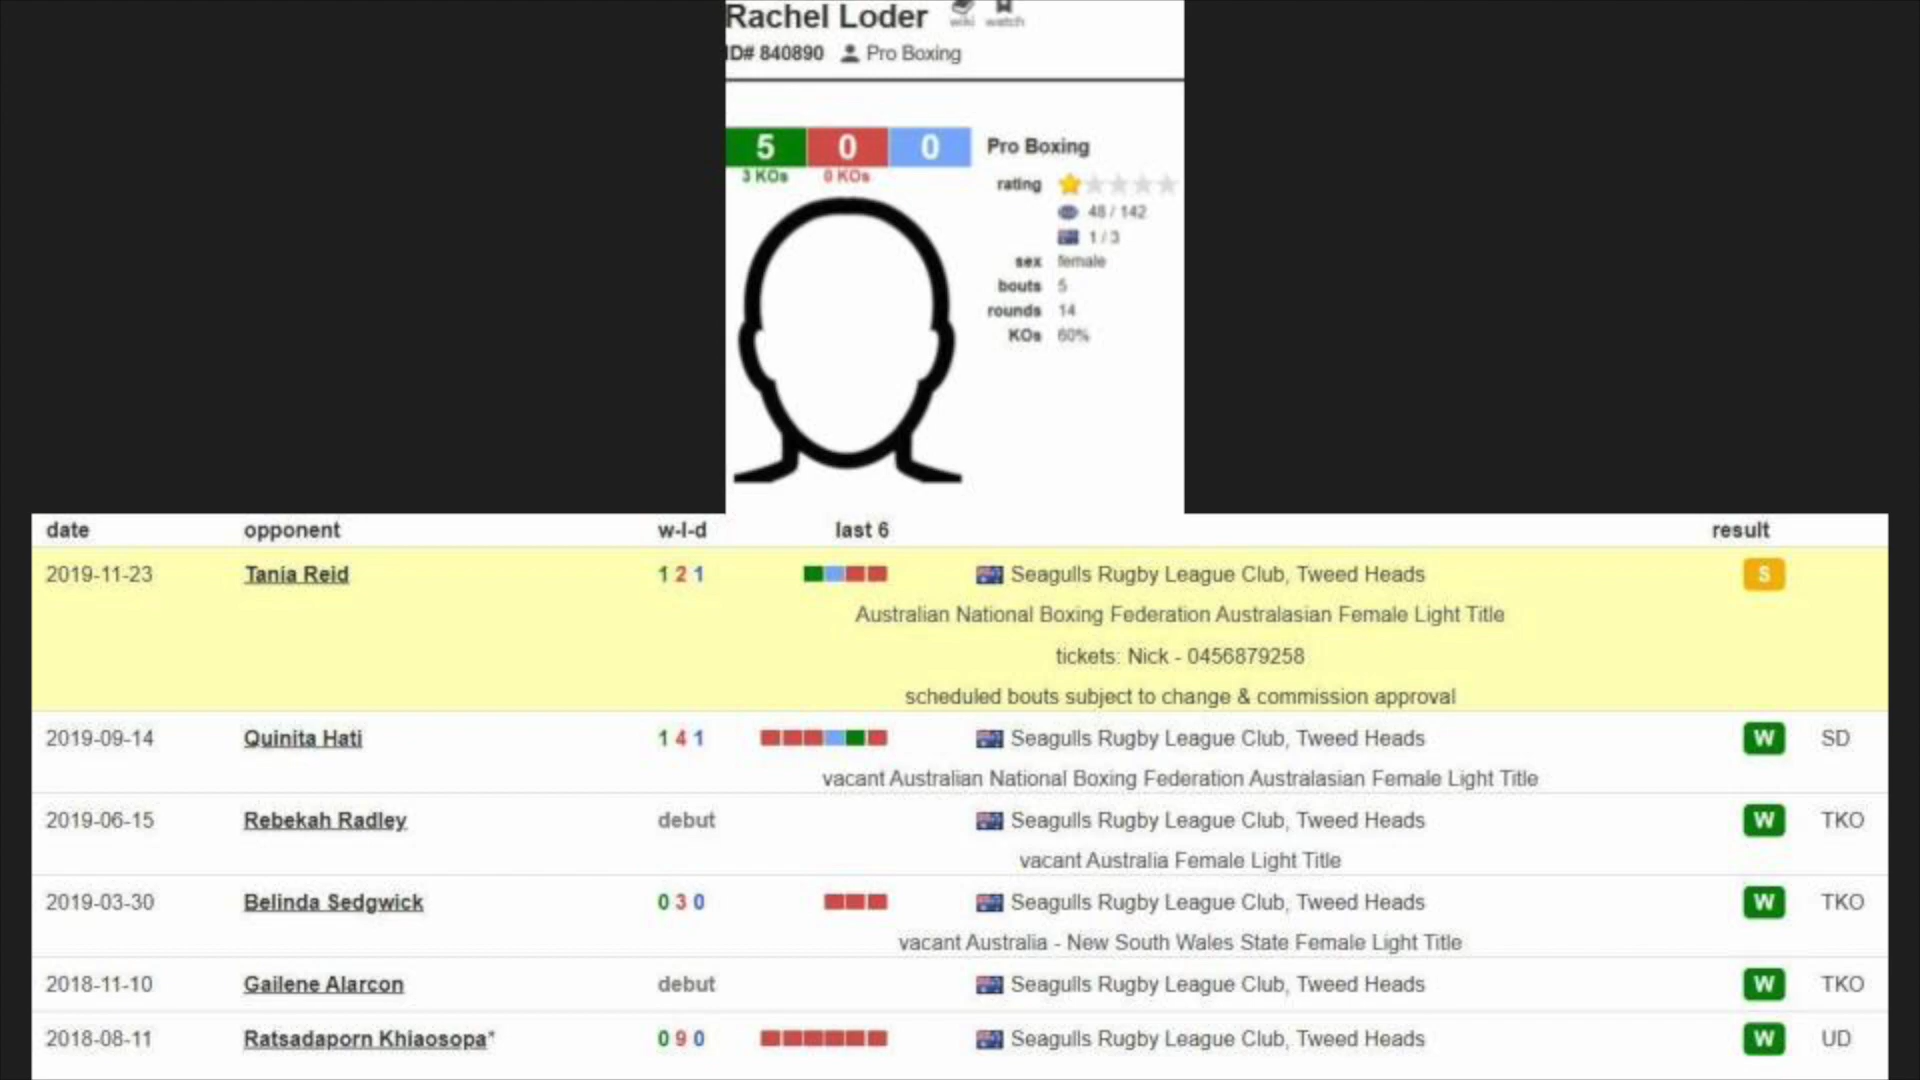 Rachel Loder wiki watch
ID# 840890 Pro Boxing
5 0 0 Pro Boxing
3 KOs 0 KOs
rating
48 / 142
1 / 3
sex female
bouts 5
rounds 14
KOs 60%
date opponent w-l-d last 6 result
2019-11-23 Tania Reid 1 2 1 Seagulls Rugby League Club, Tweed Heads S
Australian National Boxing Federation Australasian Female Light Title
tickets: Nick - 0456879258
scheduled bouts subject to change & commission approval
2019-09-14 Quinita Hati 1 4 1 Seagulls Rugby League Club, Tweed Heads W SD
vacant Australian National Boxing Federation Australasian Female Light Title
2019-06-15 Rebekah Radley debut Seagulls Rugby League Club, Tweed Heads W TKO
vacant Australia Female Light Title
2019-03-30 Belinda Sedgwick 0 3 0 Seagulls Rugby League Club, Tweed Heads W TKO
vacant Australia - New South Wales State Female Light Title
2018-11-10 Gailene Alarcon debut Seagulls Rugby League Club, Tweed Heads W TKO
2018-08-11 Ratsadaporn Khiaosopa* 0 9 0 Seagulls Rugby League Club, Tweed Heads W UD